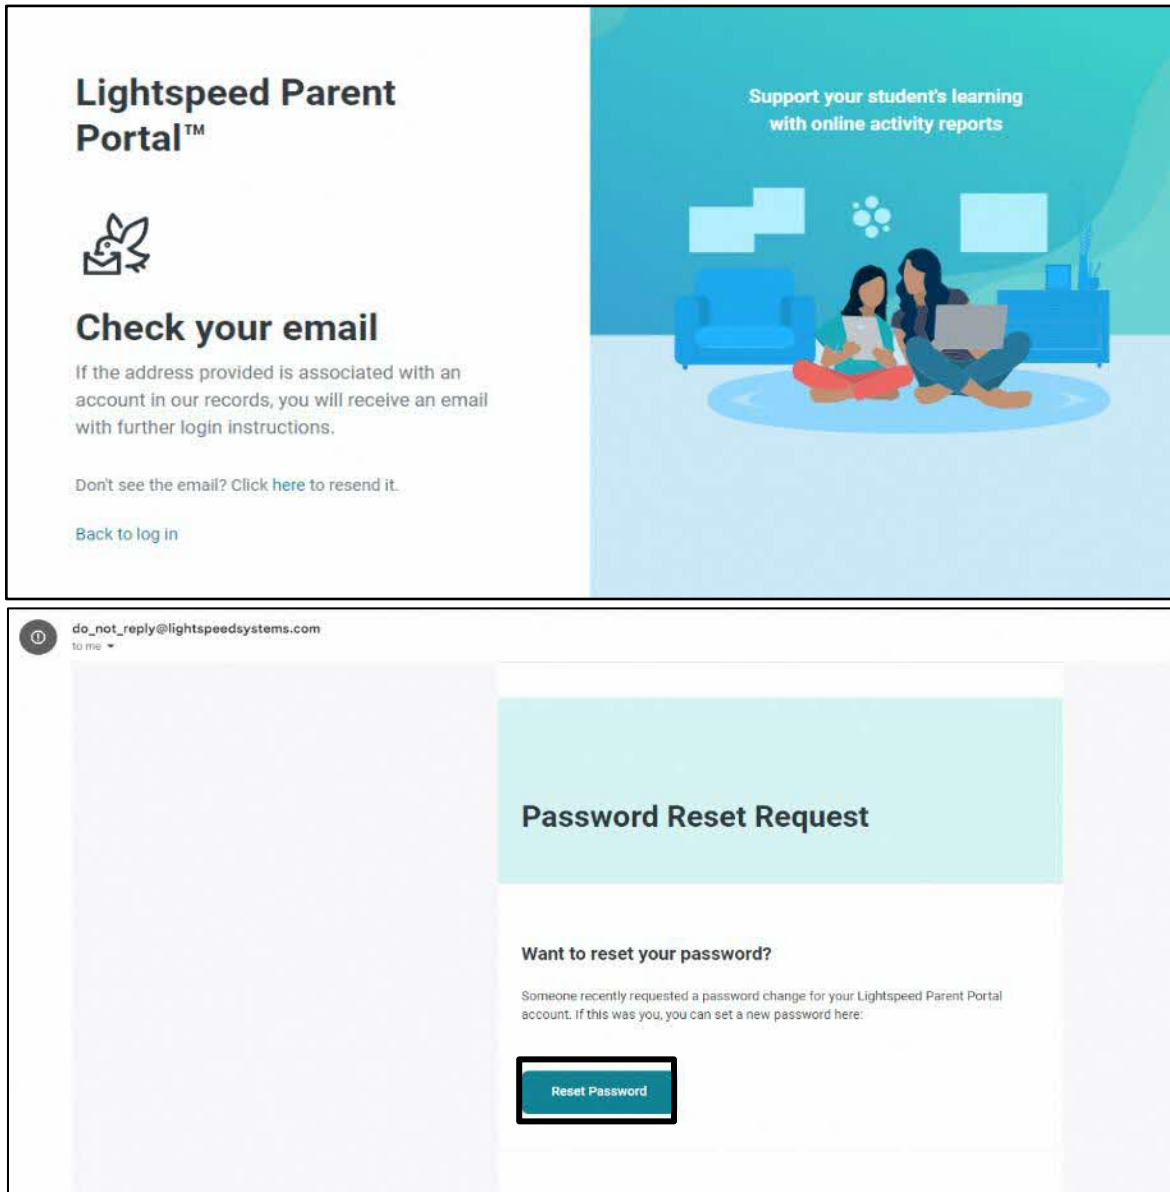 Lightspeed Parent
Portal™
Check your email
If the address provided is associated with an
account in our records, you will receive an email
with further login instructions.
Don't see the email? Click here to resend it.
Back to log in
Support your student's learning
with online activity reports
do_not_reply@lightspeedsystems.com
to me
Password Reset Request
Want to reset your password?
Someone recently requested a password change for your Lightspeed Parent Portal
account. If this was you, you can set a new password here:
Reset Password